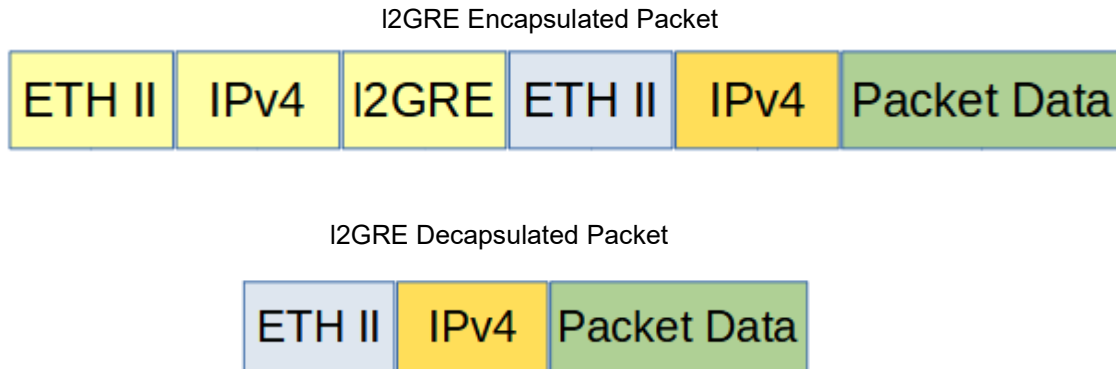 l2GRE Encapsulated Packet
ETH II IPv4 l2GRE ETH II IPv4 Packet Data
l2GRE Decapsulated Packet
ETH II IPv4 Packet Data